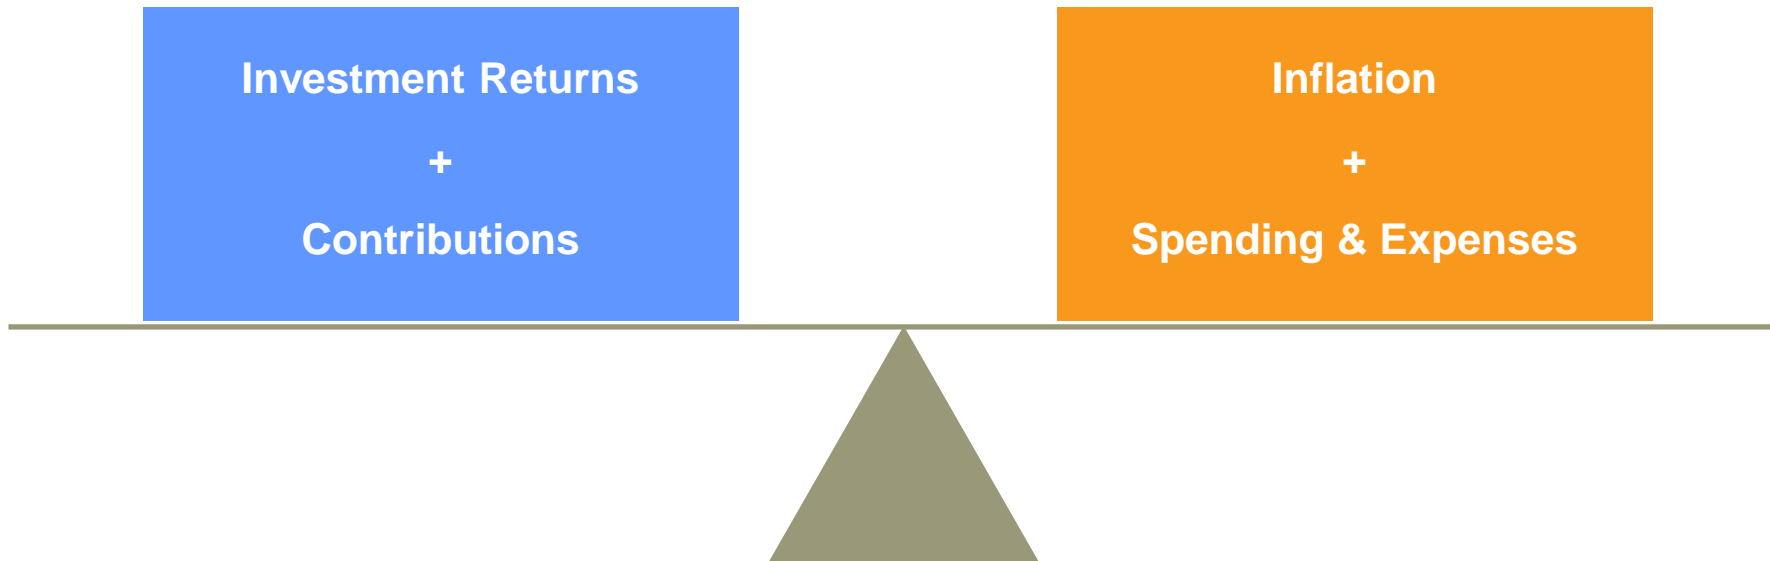 Investment Returns
+
Contributions
Inflation
+
Spending & Expenses